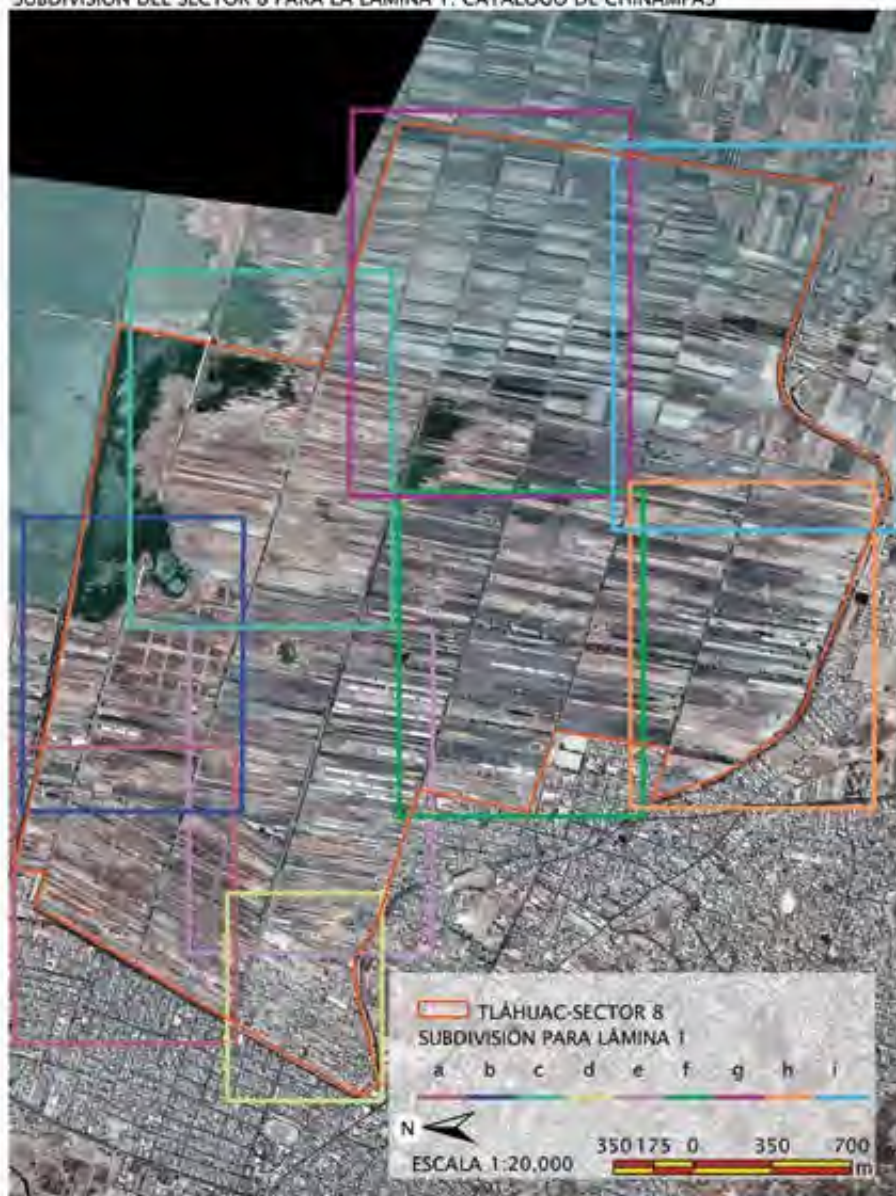 SUBDIVISIÓN DEL SECTOR 8 PARA LA LÁMINA 1. CATÁLOGO DE CHINAMPAS
TLÁHUAC-SECTOR 8
SUBDIVISIÓN PARA LÁMINA 1
a b c d e f g h i
N
ESCALA 1:20,000
350 175 0 350 700
m